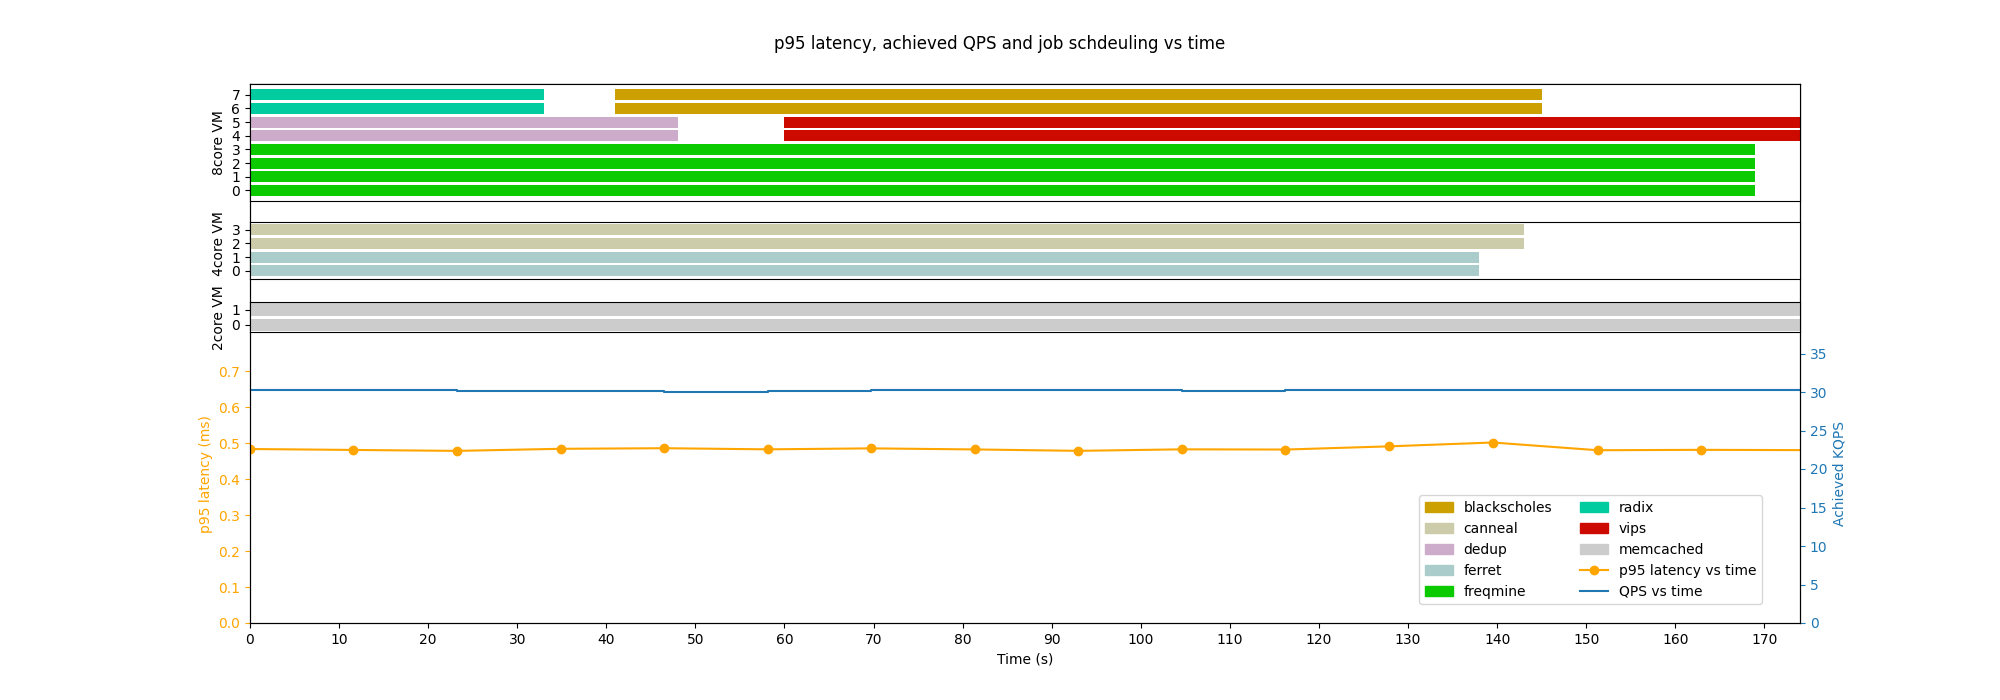 p95 latency, achieved QPS and job schdeuling vs time
8core VM
7
6
5
4
3
2
1
0
4core VM
3
2
1
0
2core VM
1
0
p95 latency (ms)
0.7
0.6
0.5
0.4
0.3
0.2
0.1
0.0
35
30
25
20
15
10
5
0
Achieved KQPS
blackscholes
canneal
dedup
ferret
freqmine
radix
vips
memcached
p95 latency vs time
QPS vs time
0 10 20 30 40 50 60 70 80 90 100 110 120 130 140 150 160 170
Time (s)